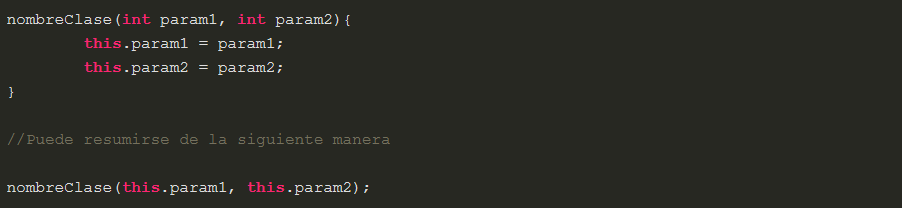 nombreClase(int param1, int param2){
this.param1 = param1;
this.param2 = param2;
}
//Puede resumirse de la siguiente manera
nombreClase(this.param1, this.param2);